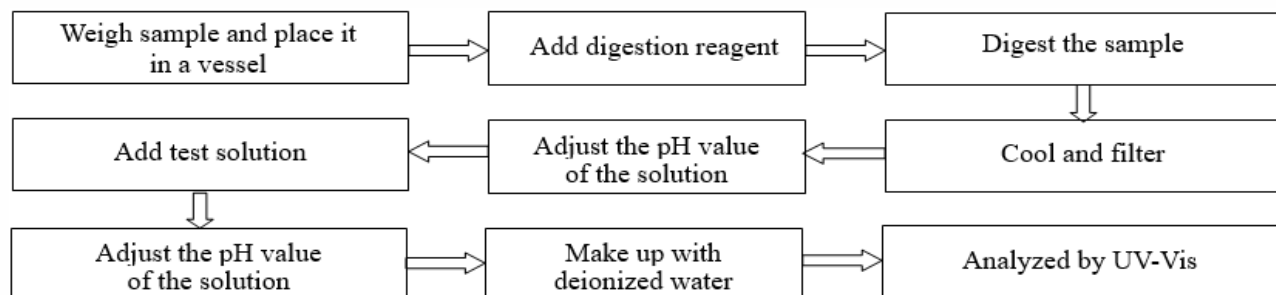 Weigh sample and place it
in a vessel
Add digestion reagent
Digest the sample
Cool and filter
Adjust the pH value
of the solution
Add test solution
Adjust the pH value
of the solution
Make up with
deionized water
Analyzed by UV-Vis